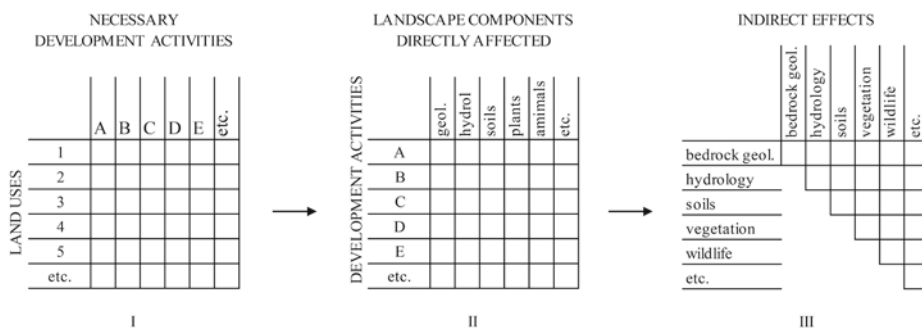 NECESSARY
DEVELOPMENT ACTIVITIES
LANDSCAPE COMPONENTS
DIRECTLY AFFECTED
INDIRECT EFFECTS
LAND USES
A B C D E etc.
1
2
3
4
5
etc.
DEVELOPMENT ACTIVITIES
geol. hydrol soils plants amimals etc.
A
B
C
D
E
etc.
bedrock geol. hydrology soils vegetation wildlife etc.
bedrock geol.
hydrology
soils
vegetation
wildlife
etc.
I II III